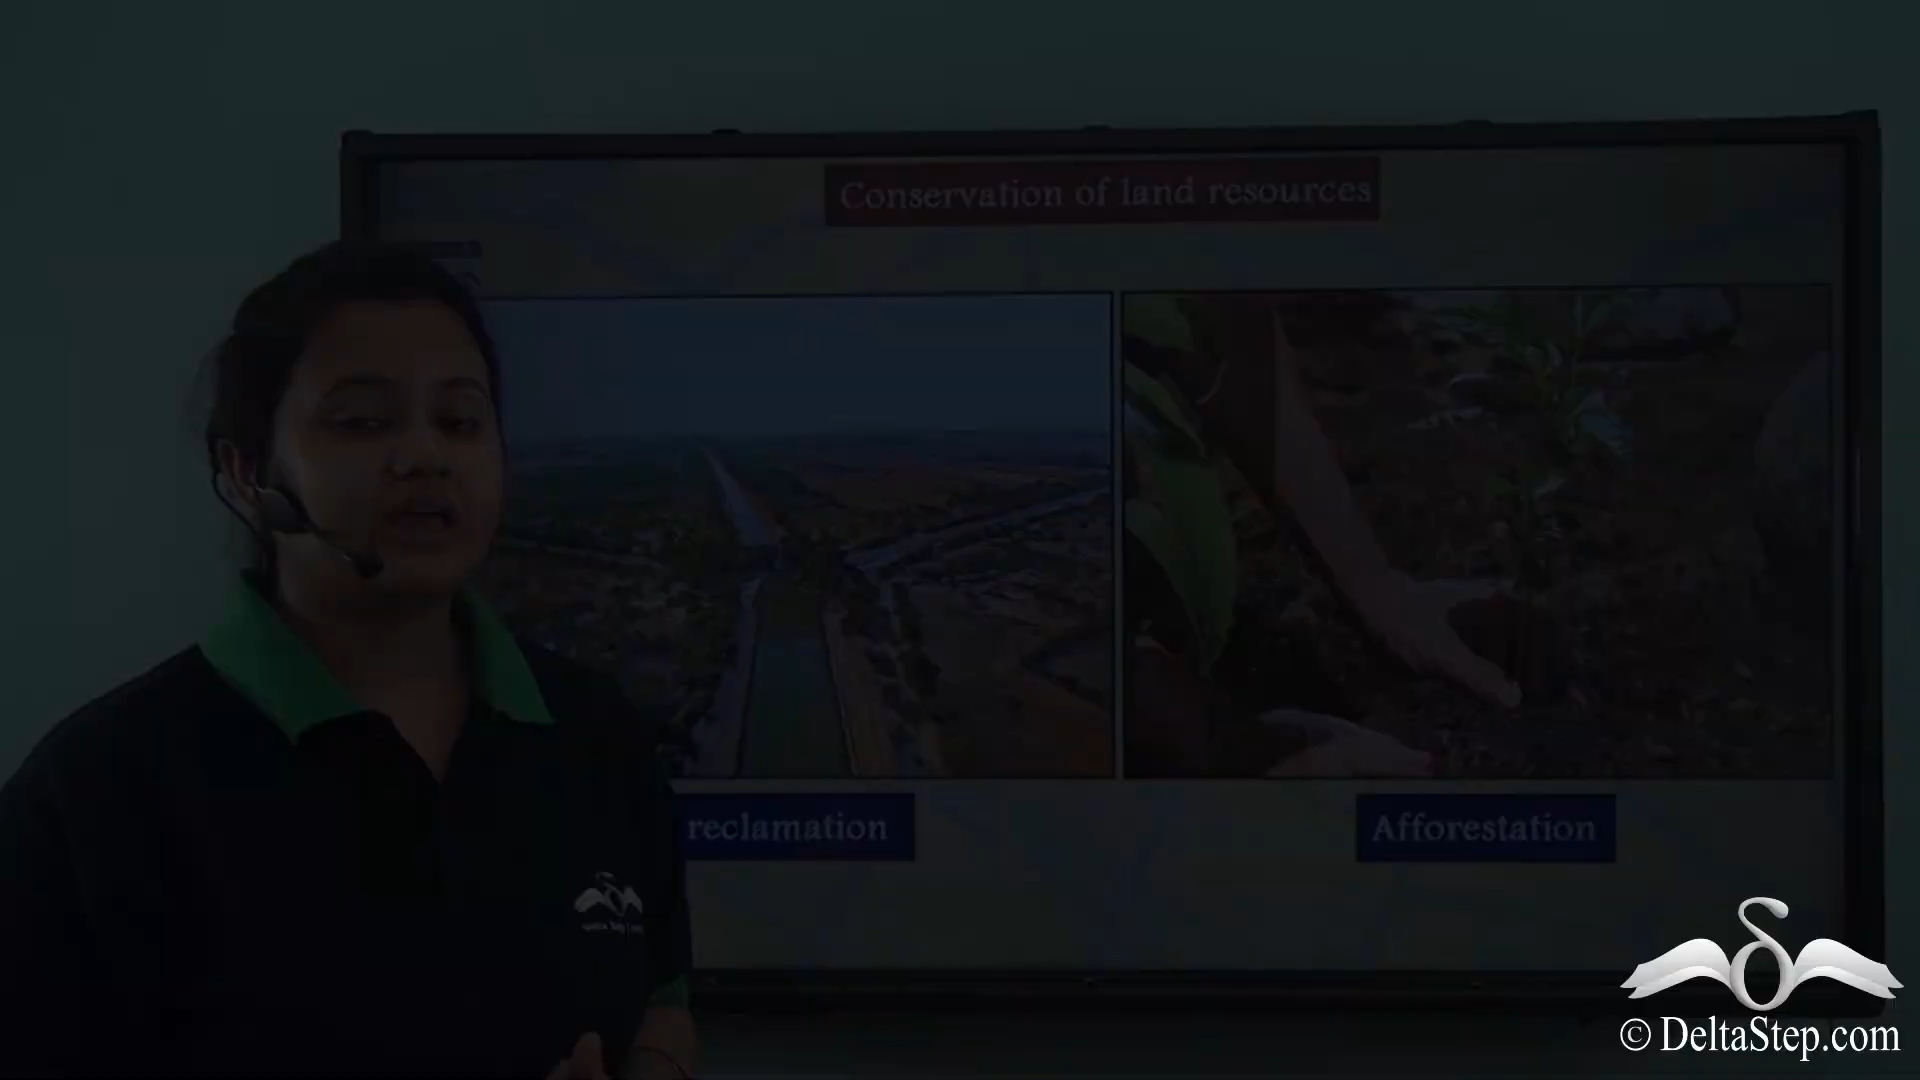 Conservation of land resources
reclamation
Afforestation
© DeltaStep.com